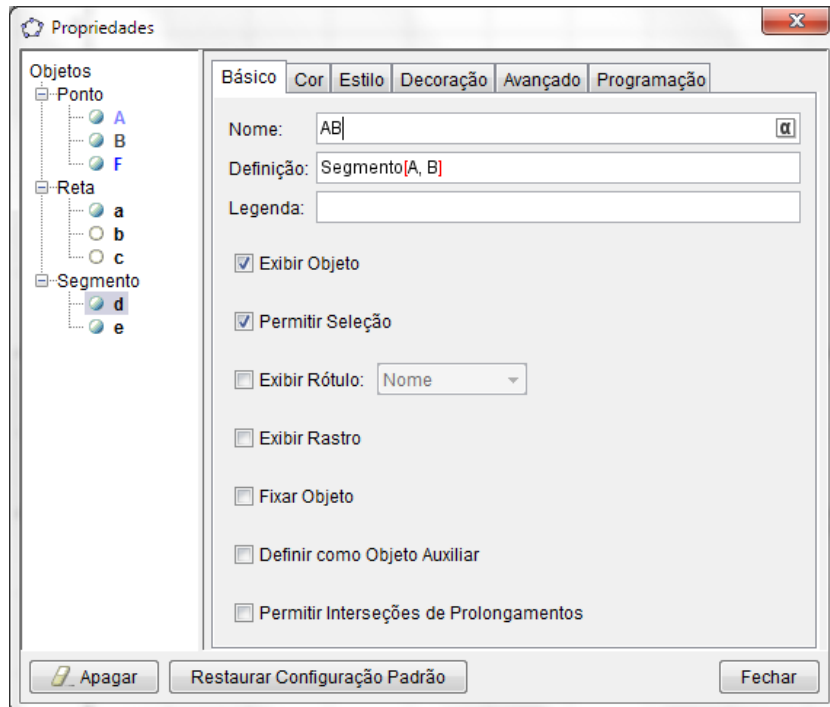 Propriedades
Objetos
Ponto
A
B
F
Reta
a
b
c
Segmento
d
e
Básico Cor Estilo Decoração Avançado Programação
Nome: AB α
Definição: Segmento[A, B]
Legenda:
Exibir Objeto
Permitir Seleção
Exibir Rótulo: Nome
Exibir Rastro
Fixar Objeto
Definir como Objeto Auxiliar
Permitir Interseções de Prolongamentos
Apagar Restaurar Configuração Padrão Fechar